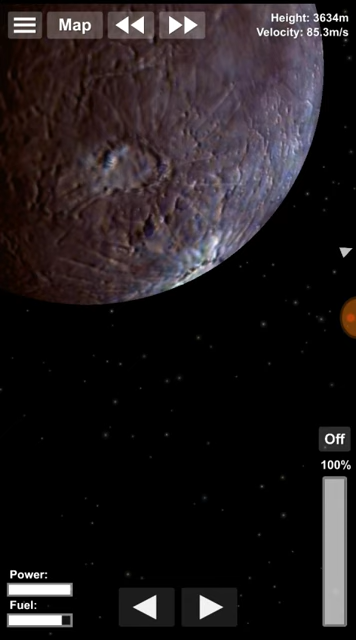 Map
Height: 3634m
Velocity: 85.3m/s
Off
100%
Power:
Fuel: